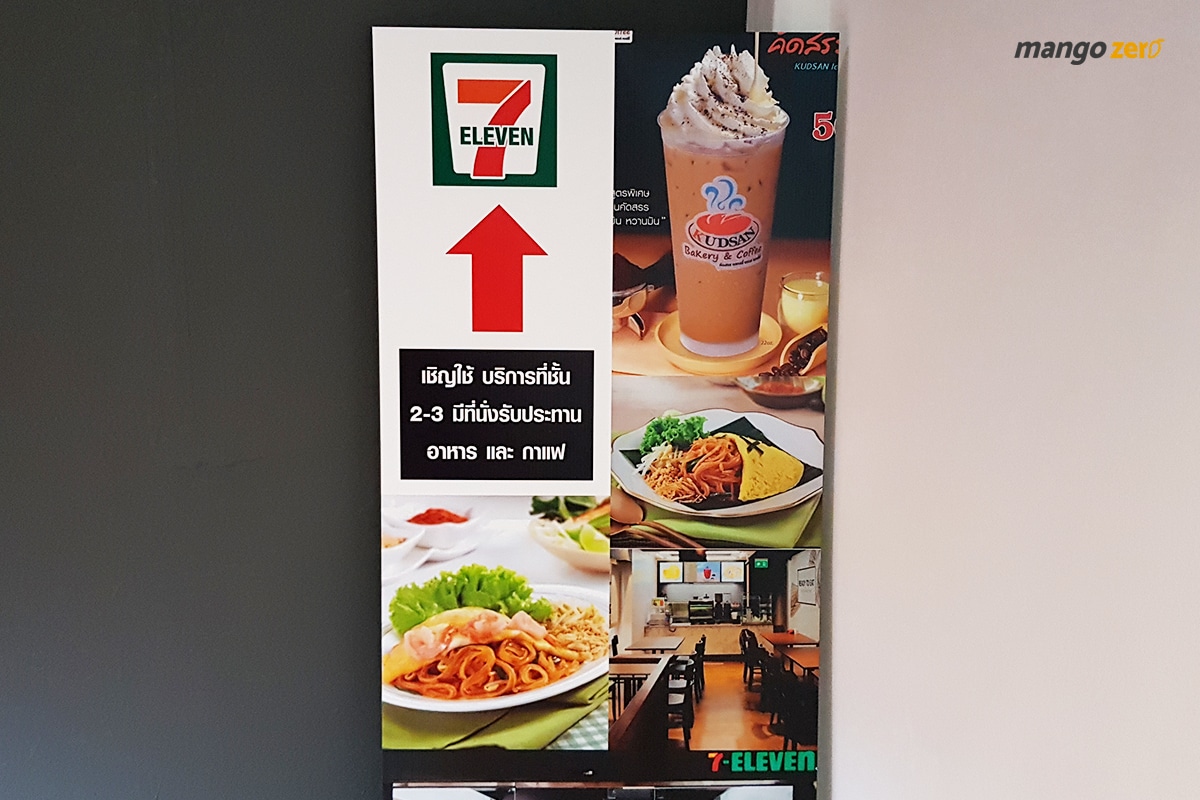 mango zero
7
ELEVEN
เชิญใช้ บริการที่ชั้น
2-3 มีที่นั่งรับประทาน
อาหาร และ กาแฟ
คัดสรร
KUDSAN
KUDSAN
Bakery & Coffee
22oz.
7-ELEVEN